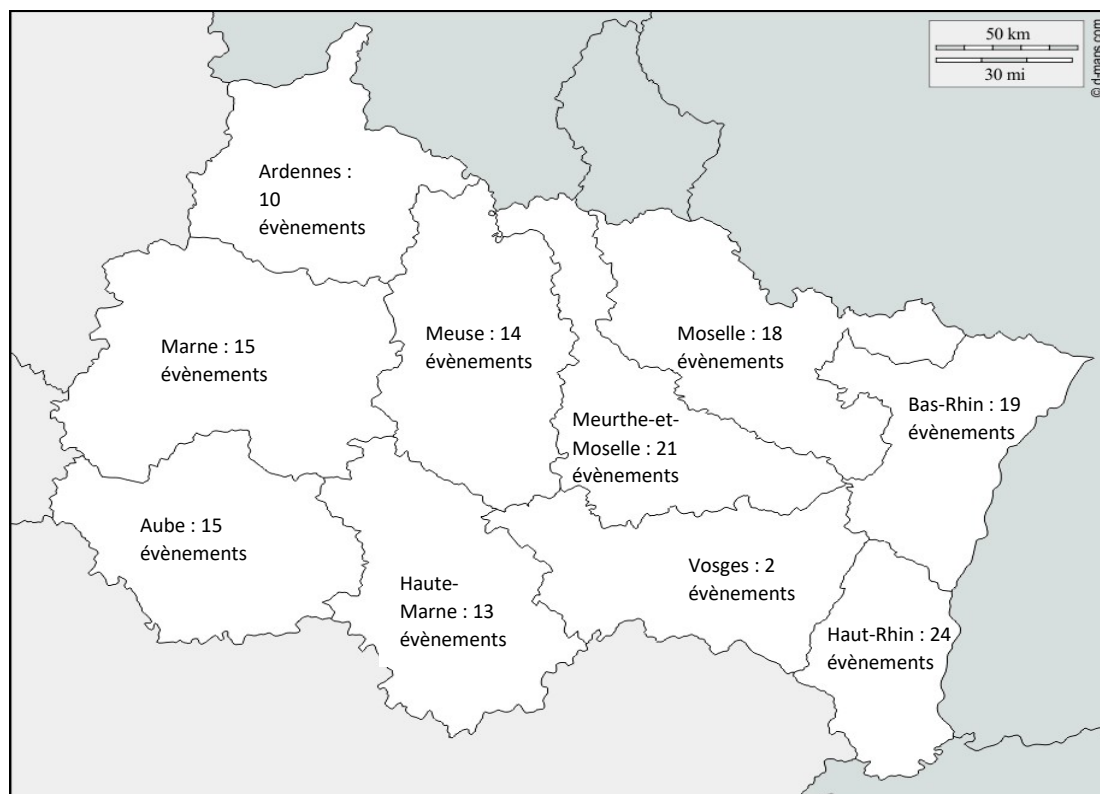 50 km
30 mi
© d-maps.com
Ardennes :
10
évènements
Marne : 15
évènements
Meuse : 14
évènements
Moselle : 18
évènements
Bas-Rhin : 19
évènements
Meurthe-et-
Moselle : 21
évènements
Aube : 15
évènements
Haute-
Marne : 13
évènements
Vosges : 2
évènements
Haut-Rhin : 24
évènements